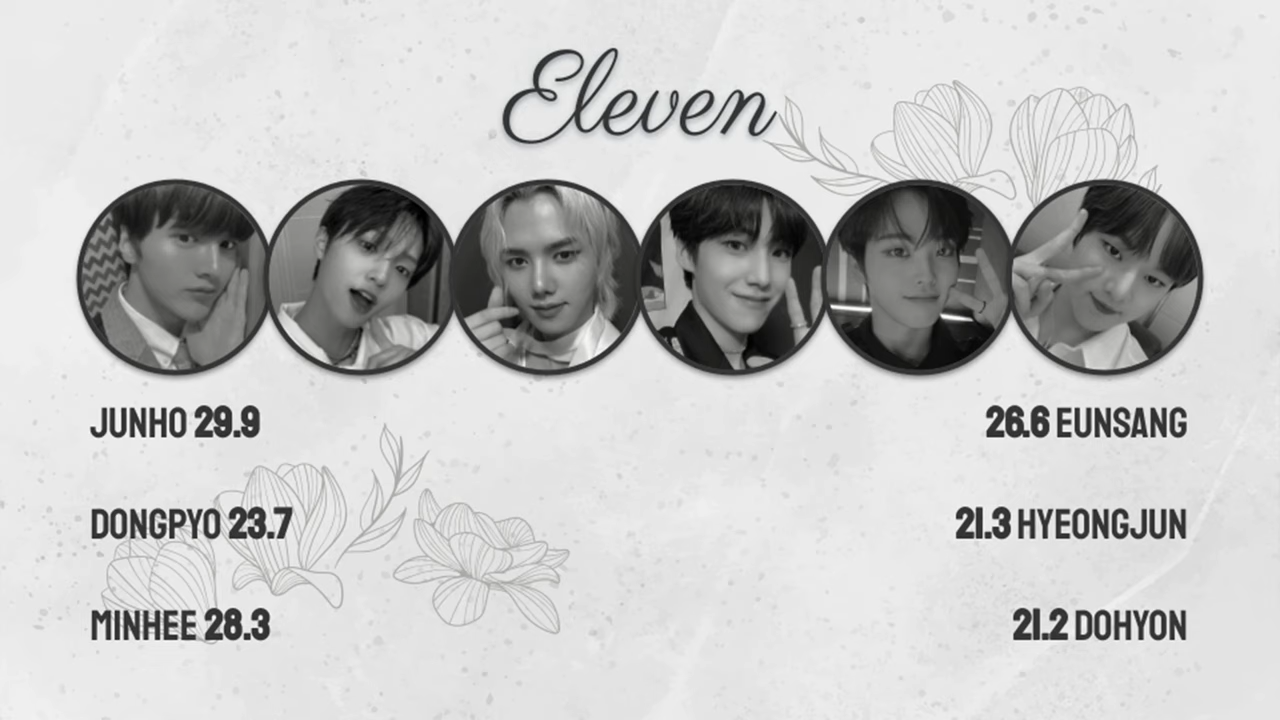 Eleven
JUNHO 29.9
26.6 EUNSANG
DONGPYO 23.7
21.3 HYEONGJUN
MINHEE 28.3
21.2 DOHYON